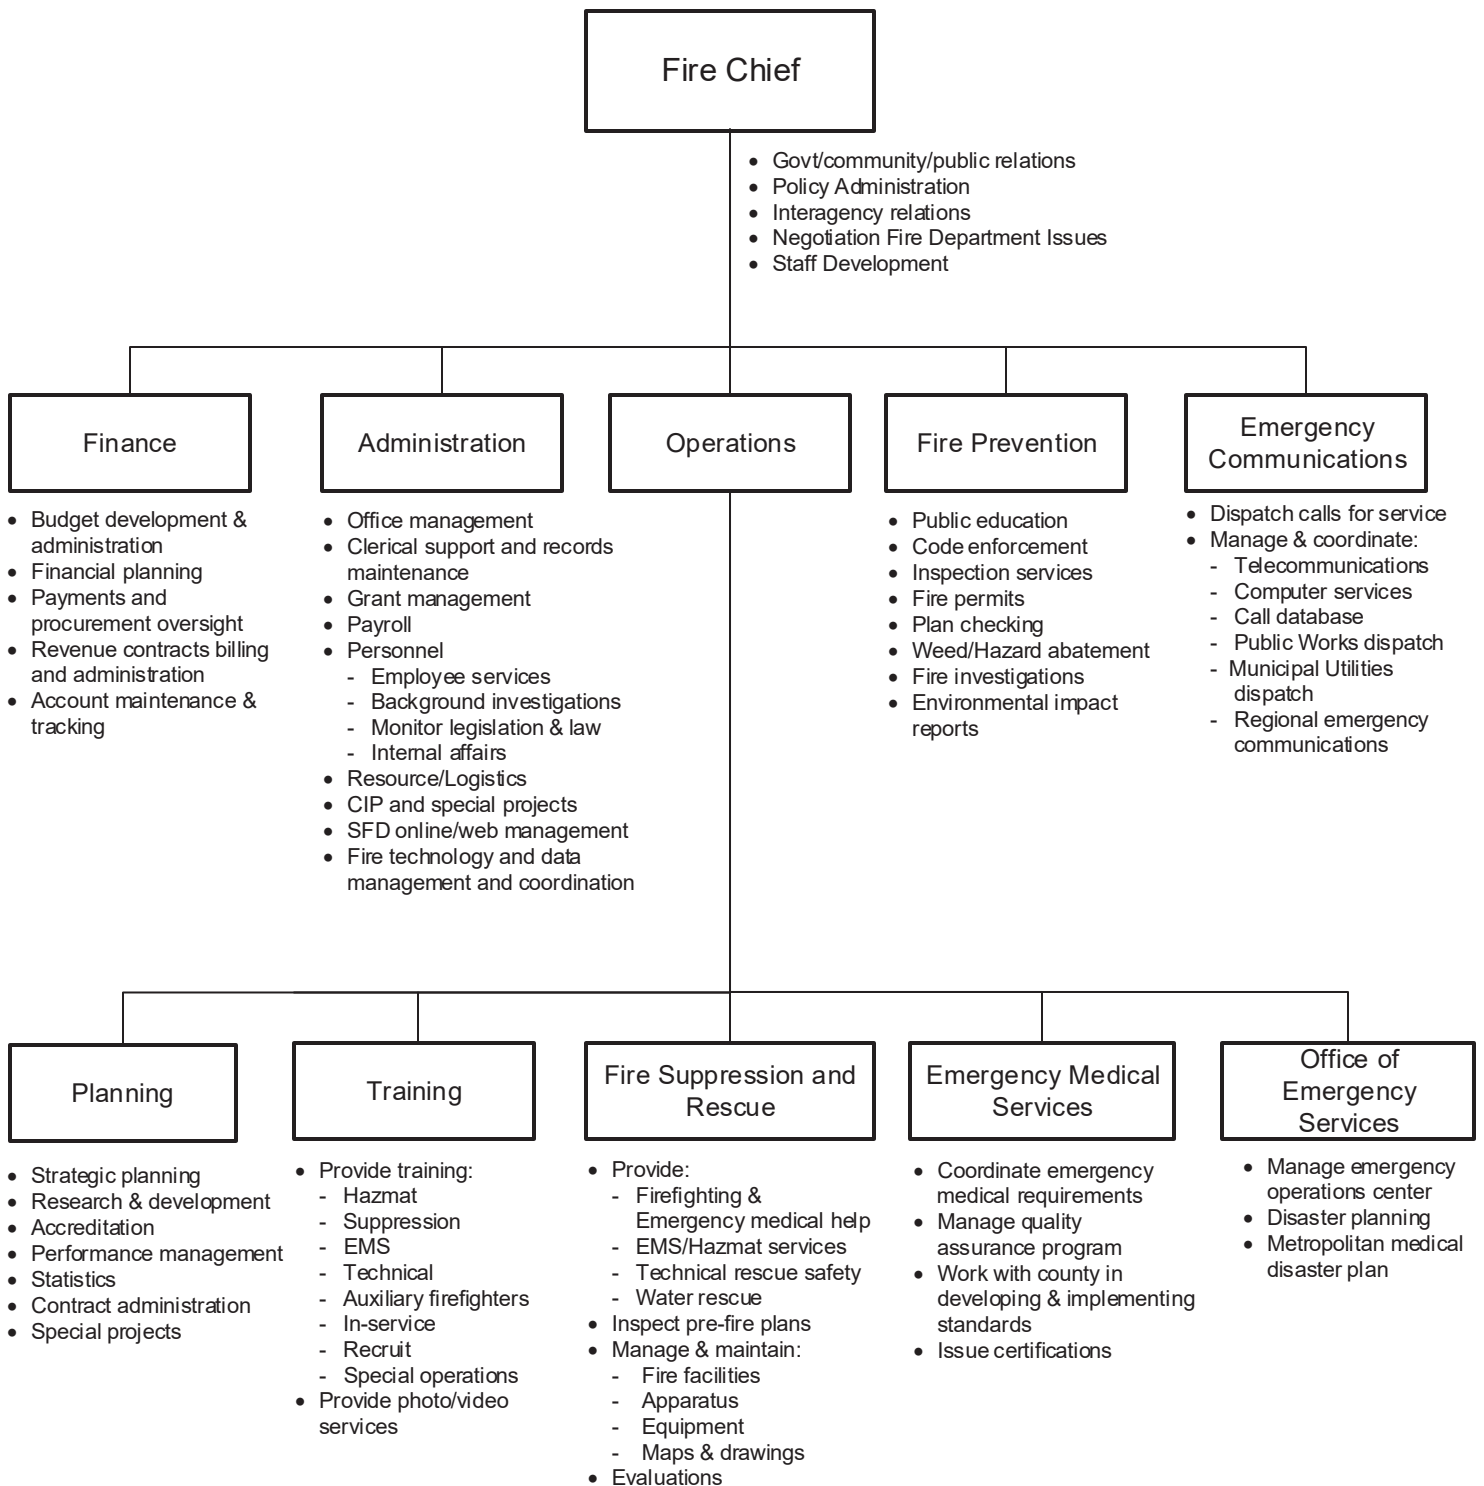 Fire Chief
• Govt/community/public relations
• Policy Administration
• Interagency relations
• Negotiation Fire Department Issues
• Staff Development
Finance
• Budget development &
administration
• Financial planning
• Payments and
procurement oversight
• Revenue contracts billing
and administration
• Account maintenance &
tracking
Administration
• Office management
• Clerical support and records
maintenance
• Grant management
• Payroll
• Personnel
- Employee services
- Background investigations
- Monitor legislation & law
- Internal affairs
• Resource/Logistics
• CIP and special projects
• SFD online/web management
• Fire technology and data
management and coordination
Operations
Fire Prevention
• Public education
• Code enforcement
• Inspection services
• Fire permits
• Plan checking
• Weed/Hazard abatement
• Fire investigations
• Environmental impact
reports
Emergency
Communications
• Dispatch calls for service
• Manage & coordinate:
- Telecommunications
- Computer services
- Call database
- Public Works dispatch
- Municipal Utilities
dispatch
- Regional emergency
communications
Planning
• Strategic planning
• Research & development
• Accreditation
• Performance management
• Statistics
• Contract administration
• Special projects
Training
• Provide training:
- Hazmat
- Suppression
- EMS
- Technical
- Auxiliary firefighters
- In-service
- Recruit
- Special operations
• Provide photo/video
services
Fire Suppression and
Rescue
• Provide:
- Firefighting &
Emergency medical help
- EMS/Hazmat services
- Technical rescue safety
- Water rescue
• Inspect pre-fire plans
• Manage & maintain:
- Fire facilities
- Apparatus
- Equipment
- Maps & drawings
• Evaluations
Emergency Medical
Services
• Coordinate emergency
medical requirements
• Manage quality
assurance program
• Work with county in
developing & implementing
standards
• Issue certifications
Office of
Emergency
Services
• Manage emergency
operations center
• Disaster planning
• Metropolitan medical
disaster plan